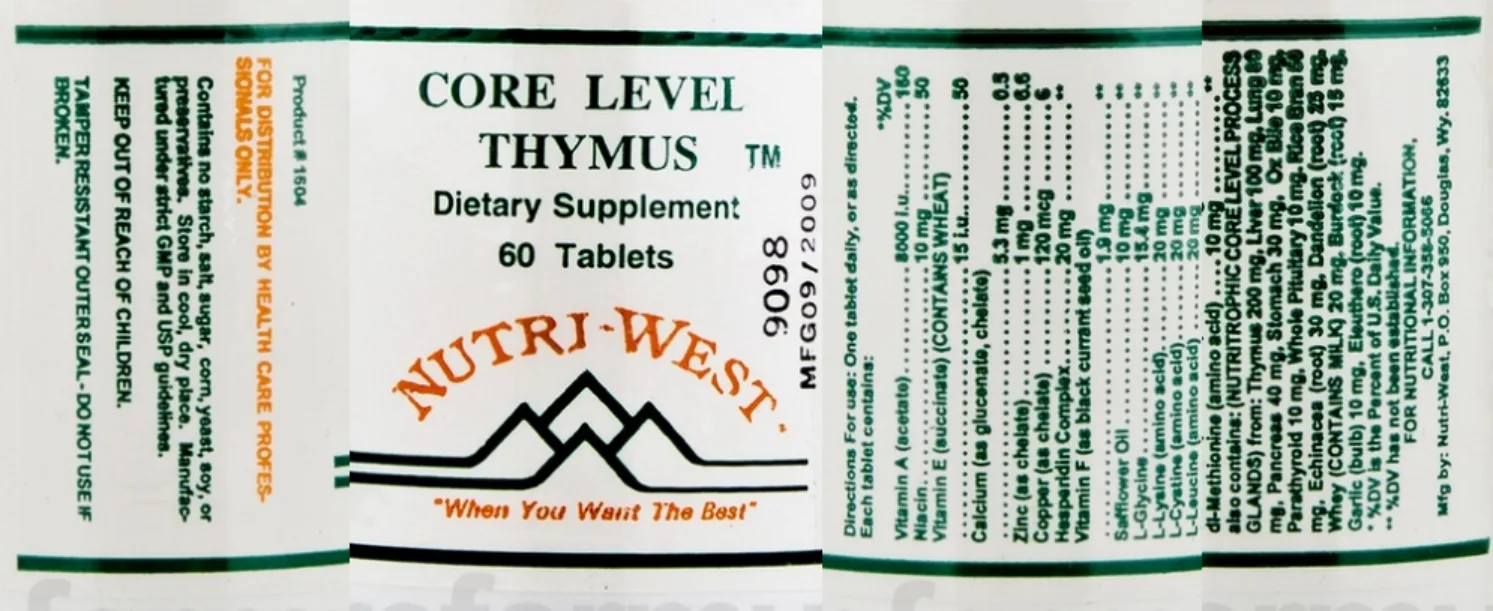 Product # 1604
FOR DISTRIBUTION BY HEALTH CARE PROFES-
SIONALS ONLY.
Contains no starch, salt, sugar, corn, yeast, soy, or
preservatives. Store in cool, dry place. Manufac-
tured under strict GMP and USP guidelines.
KEEP OUT OF REACH OF CHILDREN.
TAMPER RESISTANT OUTER SEAL - DO NOT USE IF
BROKEN.
CORE LEVEL
THYMUS TM
Dietary Supplement
60 Tablets
9098
MFG09/2009
NUTRI-WEST
"When You Want The Best"
Directions For use: One tablet daily, or as directed.
Each tablet contains: *%DV
Vitamin A (acetate) ........ 8000 i.u. ........ 160
Niacin ........ 10 mg ........ 50
Vitamin E (succinate) (CONTAINS WHEAT)
........ 15 i.u. ........ 50
Calcium (as gluconate, chelate)
........ 5.3 mg ........ 0.5
Zinc (as chelate) ........ 1 mg ........ 6.6
Copper (as chelate) ........ 120 mcg ........ 6
Hesperidin Complex ........ 20 mg ........ **
Vitamin F (as black currant seed oil)
........ 1.9 mg ........ **
Safflower Oil ........ 10 mg ........ **
L-Glycine ........ 15.4 mg ........ **
L-Lysine (amino acid) ........ 20mg ........ **
L-Cystine (amino acid) ........ 20 mg ........ **
L-Leucine (amino acid) ........ 20 mg ........ **
dl-Methionine (amino acid) .... 10 mg ........ **
also contains: (NUTRITROPHIC CORE LEVEL PROCESS
GLANDS) from: Thymus 200 mg, Liver 100 mg, Lung
mg, Pancreas 40 mg, Stomach 30 mg, Ox Bile 10 mg,
Parathyroid 10 mg, Whole Pituitary 10 mg, Rice Bran
mg, Echinacea (root) 30 mg, Dandelion (root) 25 mg,
Whey (CONTAINS MILK) 20 mg, Burdock (root) 15 mg,
Garlic (bulb) 10 mg, Eleuthero (root) 10 mg.
* %DV is the Percent of U.S. Daily Value.
** %DV has not been established.
FOR NUTRITIONAL INFORMATION,
CALL 1-307-358-5066
Mfg by: Nutri-West, P.O. Box 950, Douglas, Wy. 82633